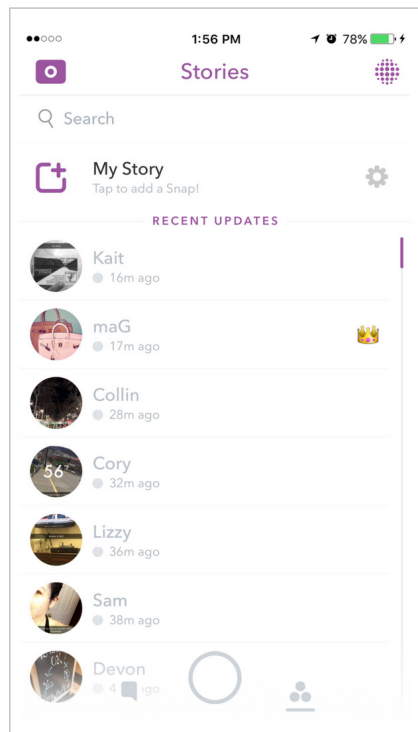 1:56 PM
78%
Stories
Search
My Story
Tap to add a Snap!
RECENT UPDATES
Kait
16m ago
maG
17m ago
Collin
28m ago
56
Cory
32m ago
Lizzy
36m ago
Sam
38m ago
Devon
ago